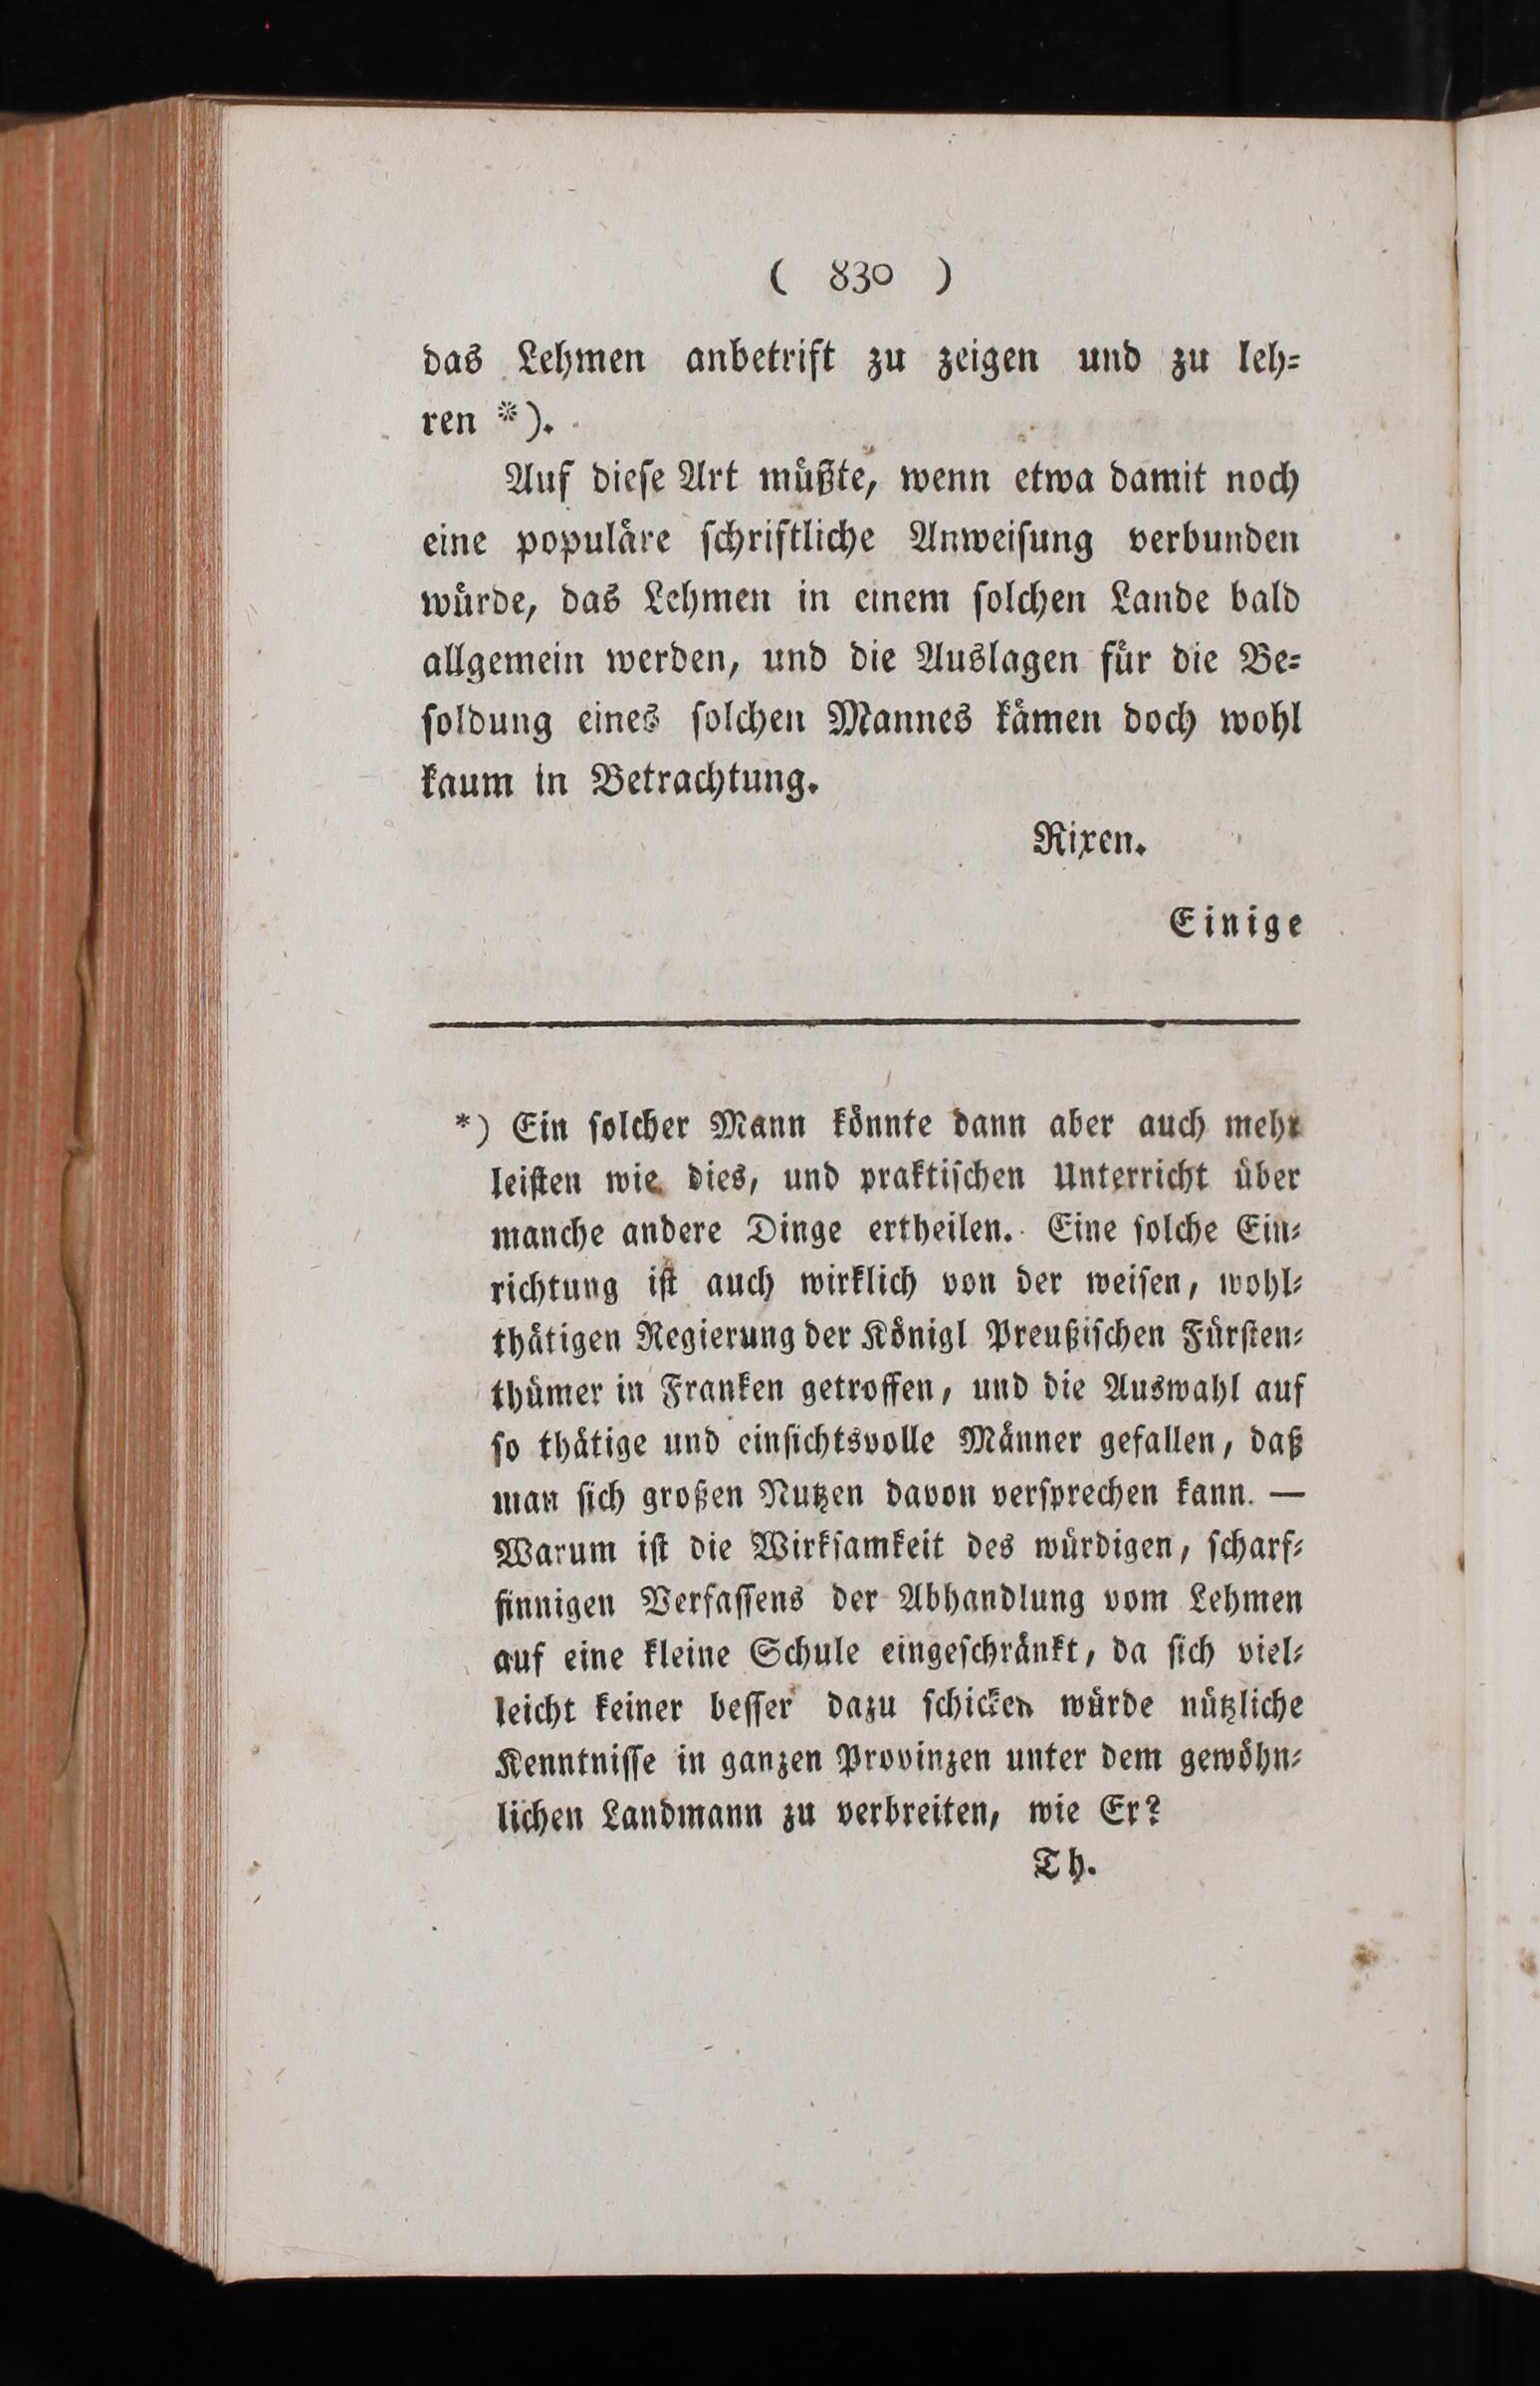 ( 830 )
das Lehmen anbetrift zu zeigen und zu leh⸗
ren *).
Auf dieſe Art müßte, wenn etwa damit noch
eine populäre ſchriftliche Anweiſung verbunden
würde, das Lehmen in einem ſolchen Lande bald
allgemein werden, und die Auslagen für die Be⸗
ſoldung eines ſolchen Mannes kämen doch wohl
kaum in Betrachtung.
Rixen.
Einige
*) Ein ſolcher Mann könnte dann aber auch mehr
leiſten wie dies, und praktiſchen Unterricht über
manche andere Dinge ertheilen. Eine ſolche Ein⸗
richtung iſt auch wirklich von der weiſen, wohl⸗
thätigen Regierung der Königl Preußiſchen Fürſten⸗
thümer in Franken getroffen, und die Auswahl auf
ſo thätige und einſichtsvolle Männer gefallen, daß
man ſich großen Nutzen davon verſprechen kann. —
Warum iſt die Wirkſamkeit des würdigen, ſcharf⸗
ſinnigen Verfaſſens der Abhandlung vom Lehmen
auf eine kleine Schule eingeſchränkt, da ſich viel⸗
leicht keiner beſſer dazu ſchicken würde nützliche
Kenntniſſe in ganzen Provinzen unter dem gewöhn⸗
lichen Landmann zu verbreiten, wie Er?
Th.